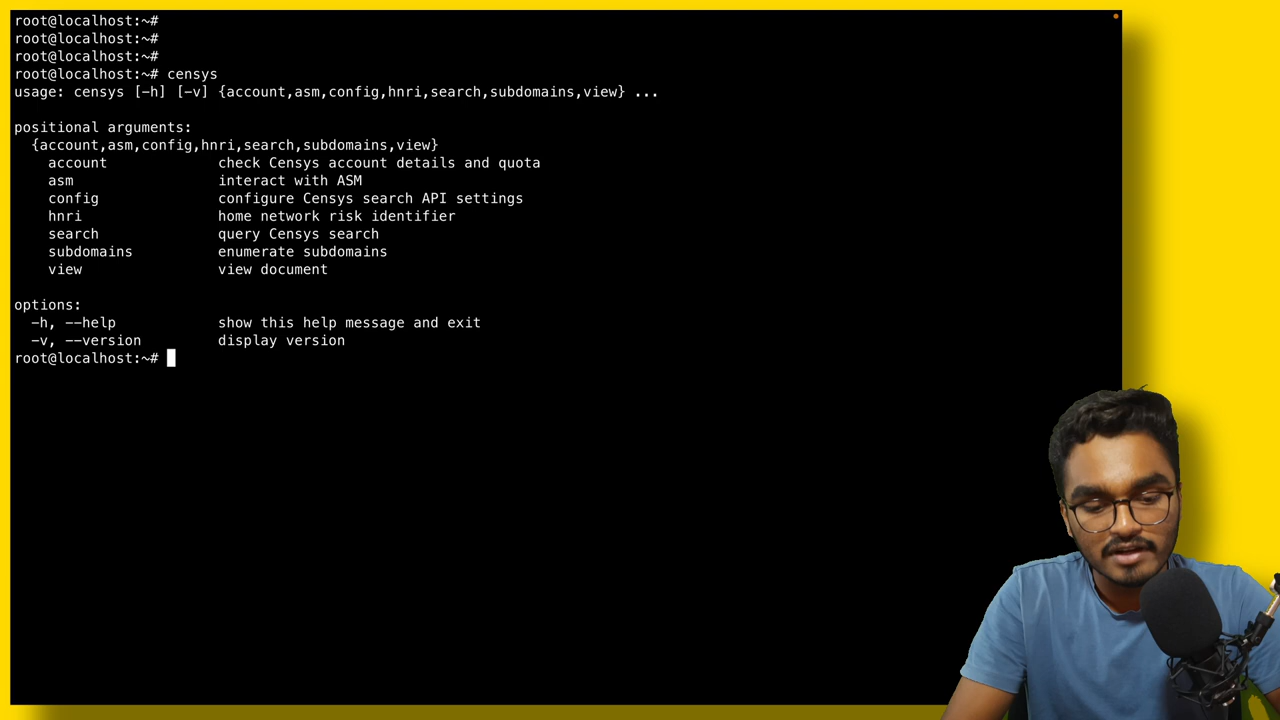 root@localhost:~#
root@localhost:~#
root@localhost:~#
root@localhost:~# censys
usage: censys [-h] [-v] {account,asm,config,hnri,search,subdomains,view} ...
positional arguments:
{account,asm,config,hnri,search,subdomains,view}
account check Censys account details and quota
asm interact with ASM
config configure Censys search API settings
hnri home network risk identifier
search query Censys search
subdomains enumerate subdomains
view view document
options:
-h, --help show this help message and exit
-v, --version display version
root@localhost:~#